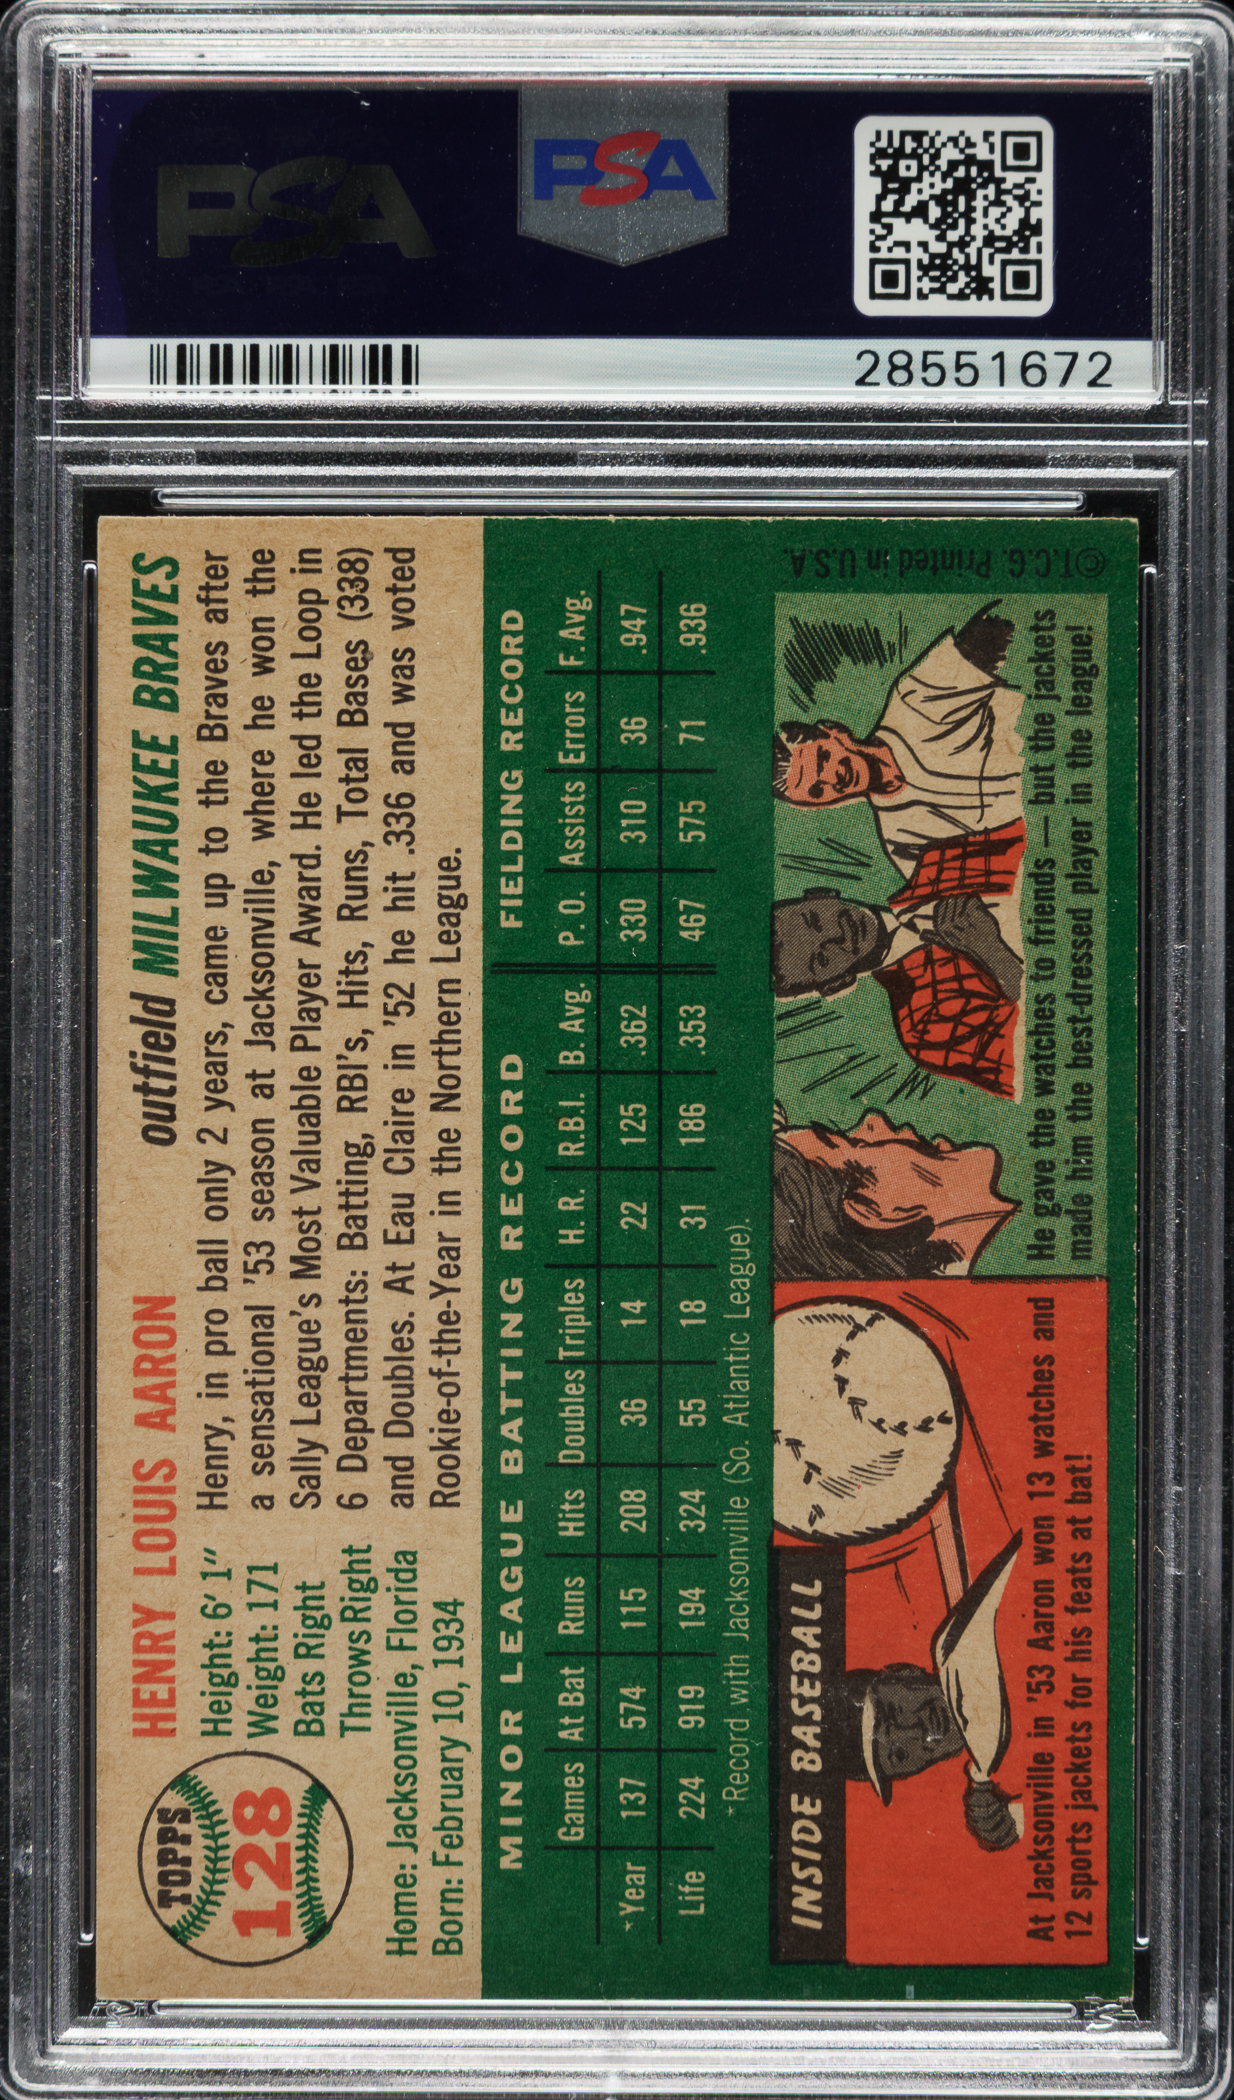 PSA
PSA
28551672
TOPPS
128
HENRY LOUIS AARON
outfield MILWAUKEE BRAVES
Height: 6' 1"
Weight: 171
Bats Right
Throws Right
Home: Jacksonville, Florida
Born: February 10, 1934
Henry, in pro ball only 2 years, came up to the Braves after
a sensational '53 season at Jacksonville, where he won the
Sally League's Most Valuable Player Award. He led the Loop in
6 Departments: Batting, RBI's, Hits, Runs, Total Bases (338)
and Doubles. At Eau Claire in '52 he hit .336 and was voted
Rookie-of-the-Year in the Northern League.
MINOR LEAGUE BATTING RECORD FIELDING RECORD
Games At Bat Runs Hits Doubles Triples H. R. R.B.I. B. Avg. P. O. Assists Errors F. Avg.
*Year 137 574 115 208 36 14 22 125 .362 330 310 36 .947
Life 224 919 194 324 55 18 31 186 .353 467 575 71 .936
*Record with Jacksonville (So. Atlantic League).
INSIDE BASEBALL
At Jacksonville in '53 Aaron won 13 watches and
12 sports jackets for his feats at bat!
He gave the watches to friends — but the jackets
made him the best-dressed player in the league!
©T.C.G. Printed in U.S.A.